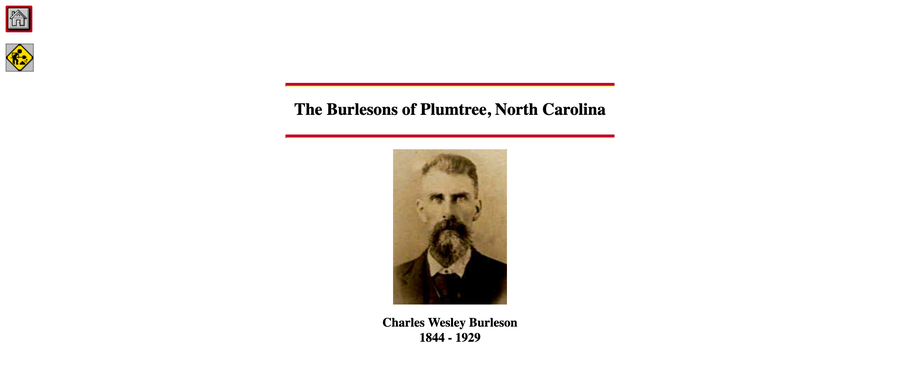 The Burlesons of Plumtree, North Carolina
Charles Wesley Burleson
1844 - 1929